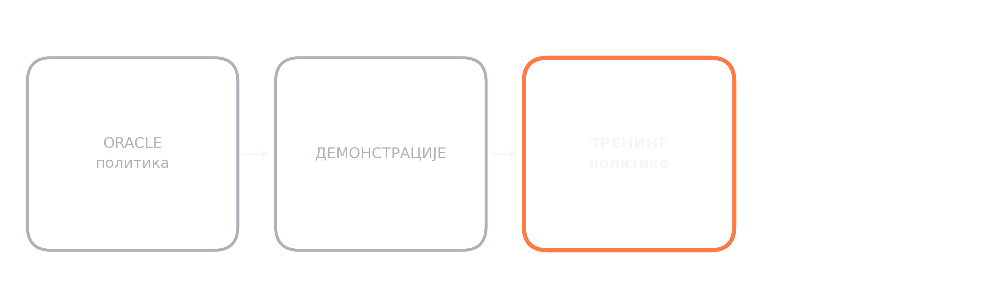 ORACLE
политика
ДЕМОНСТРАЦИЈЕ
ТРЕНИНГ
политике